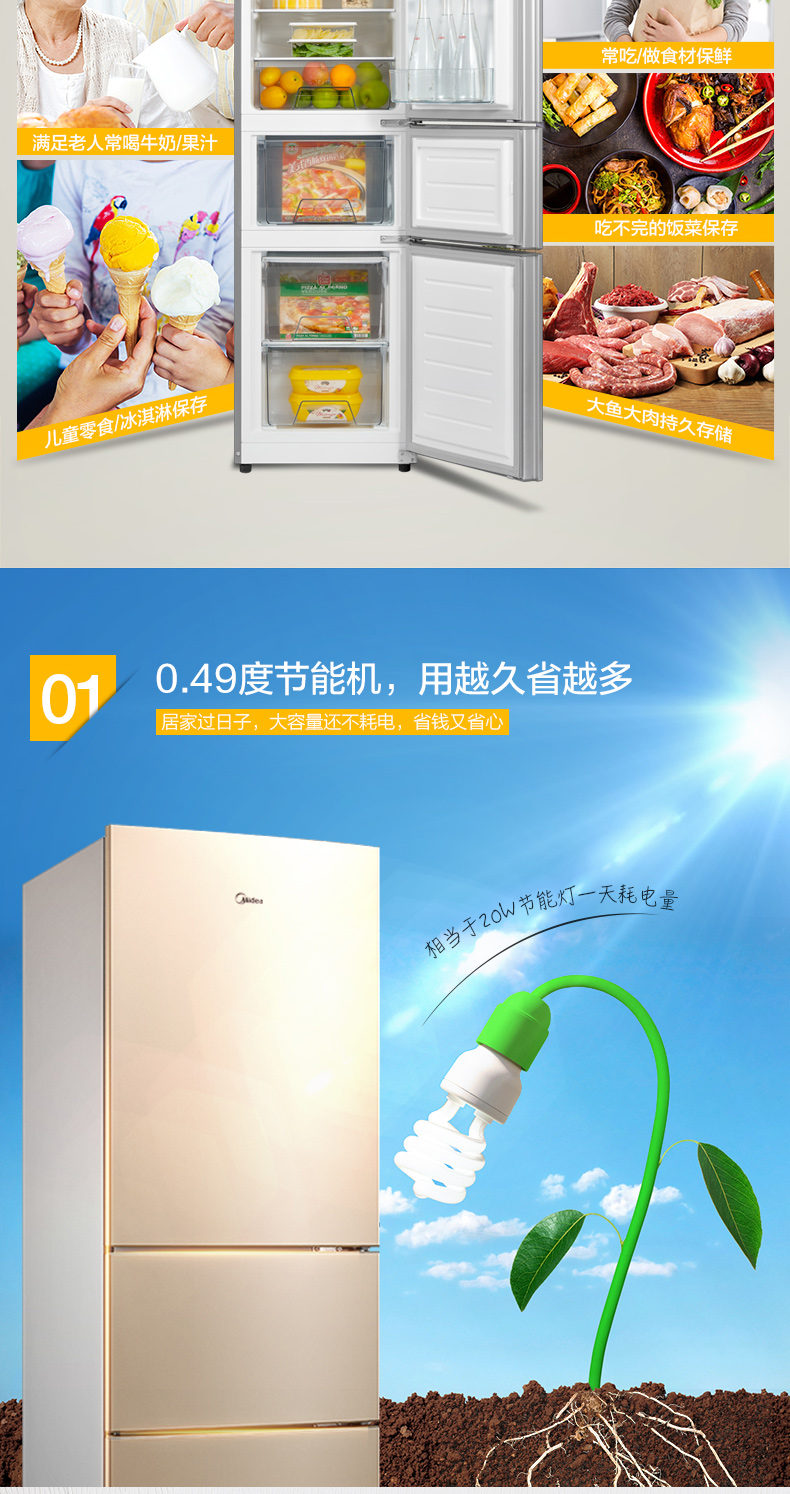 常吃/做食材保鲜
满足老人常喝牛奶/果汁
吃不完的饭菜保存
儿童零食/冰淇淋保存
大鱼大肉持久存储
01
0.49度节能机，用越久省越多
居家过日子，大容量还不耗电，省钱又省心
Midea
相当于20W节能灯一天耗电量